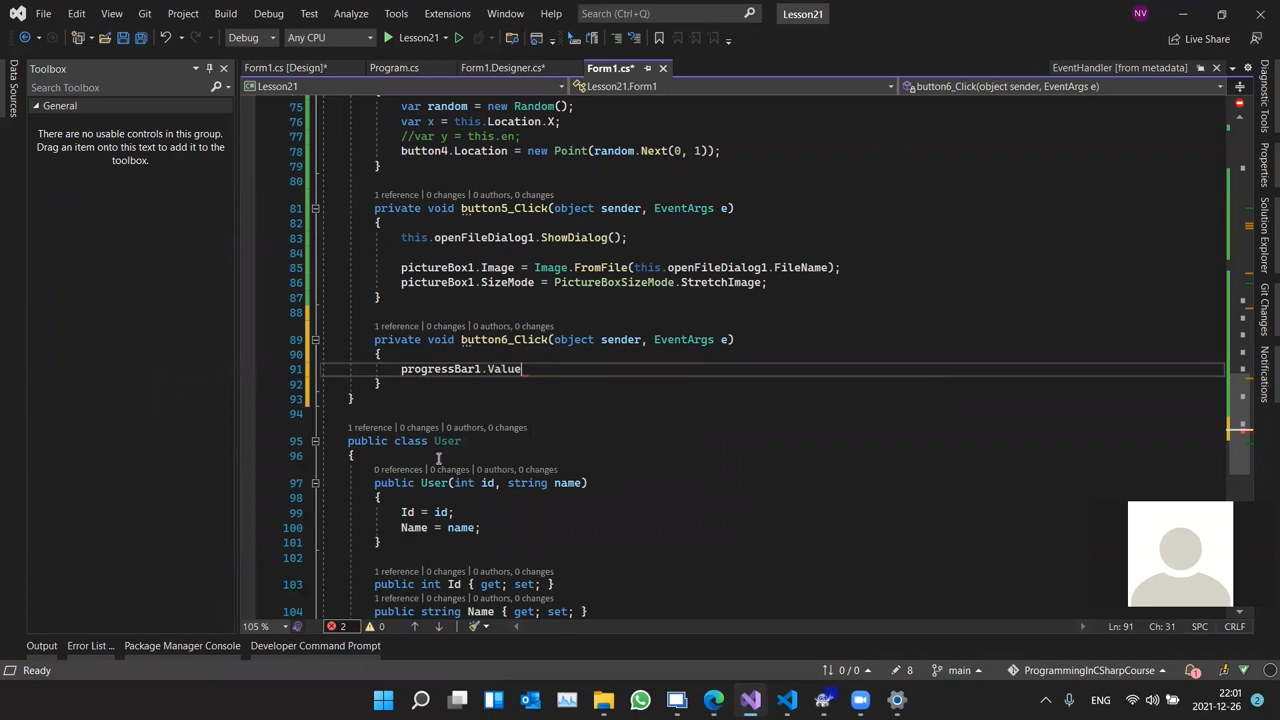 File Edit View Git Project Build Debug Test Analyze Tools Extensions Window Help Search (Ctrl+Q) Lesson21 NV
Debug Any CPU Lesson21 Live Share
Toolbox
Search Toolbox
General
There are no usable controls in this group.
Drag an item onto this text to add it to the
toolbox.
Data Sources
Form1.cs [Design]* Program.cs Form1.Designer.cs* Form1.cs* EventHandler [from metadata]
Lesson21 Lesson21.Form1 button6_Click(object sender, EventArgs e)
75 var random = new Random();
76 var x = this.Location.X;
77 //var y = this.en;
78 button4.Location = new Point(random.Next(0, 1));
79 }
80
1 reference | 0 changes | 0 authors, 0 changes
81 private void button5_Click(object sender, EventArgs e)
82 {
83 this.openFileDialog1.ShowDialog();
84
85 pictureBox1.Image = Image.FromFile(this.openFileDialog1.FileName);
86 pictureBox1.SizeMode = PictureBoxSizeMode.StretchImage;
87 }
88
1 reference | 0 changes | 0 authors, 0 changes
89 private void button6_Click(object sender, EventArgs e)
90 {
91 progressBar1.Value
92 }
93 }
94
1 reference | 0 changes | 0 authors, 0 changes
95 public class User
96 {
0 references | 0 changes | 0 authors, 0 changes
97 public User(int id, string name)
98 {
99 Id = id;
100 Name = name;
101 }
102
1 reference | 0 changes | 0 authors, 0 changes
103 public int Id { get; set; }
1 reference | 0 changes | 0 authors, 0 changes
104 public string Name { get; set; }
105 % 2 0 Ln: 91 Ch: 31 SPC CRLF
Diagnostic Tools
Properties
Solution Explorer
Git Changes
Notifications
Output Error List ... Package Manager Console Developer Command Prompt
Ready 0 / 0 8 main ProgrammingInCSharpCourse 1
ENG 22:01
2021-12-26 2